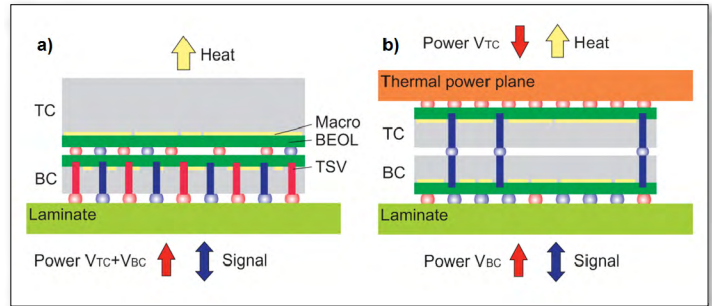 a)
Heat
TC
Macro
BEOL
TSV
BC
Laminate
Power VTC+VBC
Signal
b)
Power VTC
Heat
Thermal power plane
TC
BC
Laminate
Power VBC
Signal